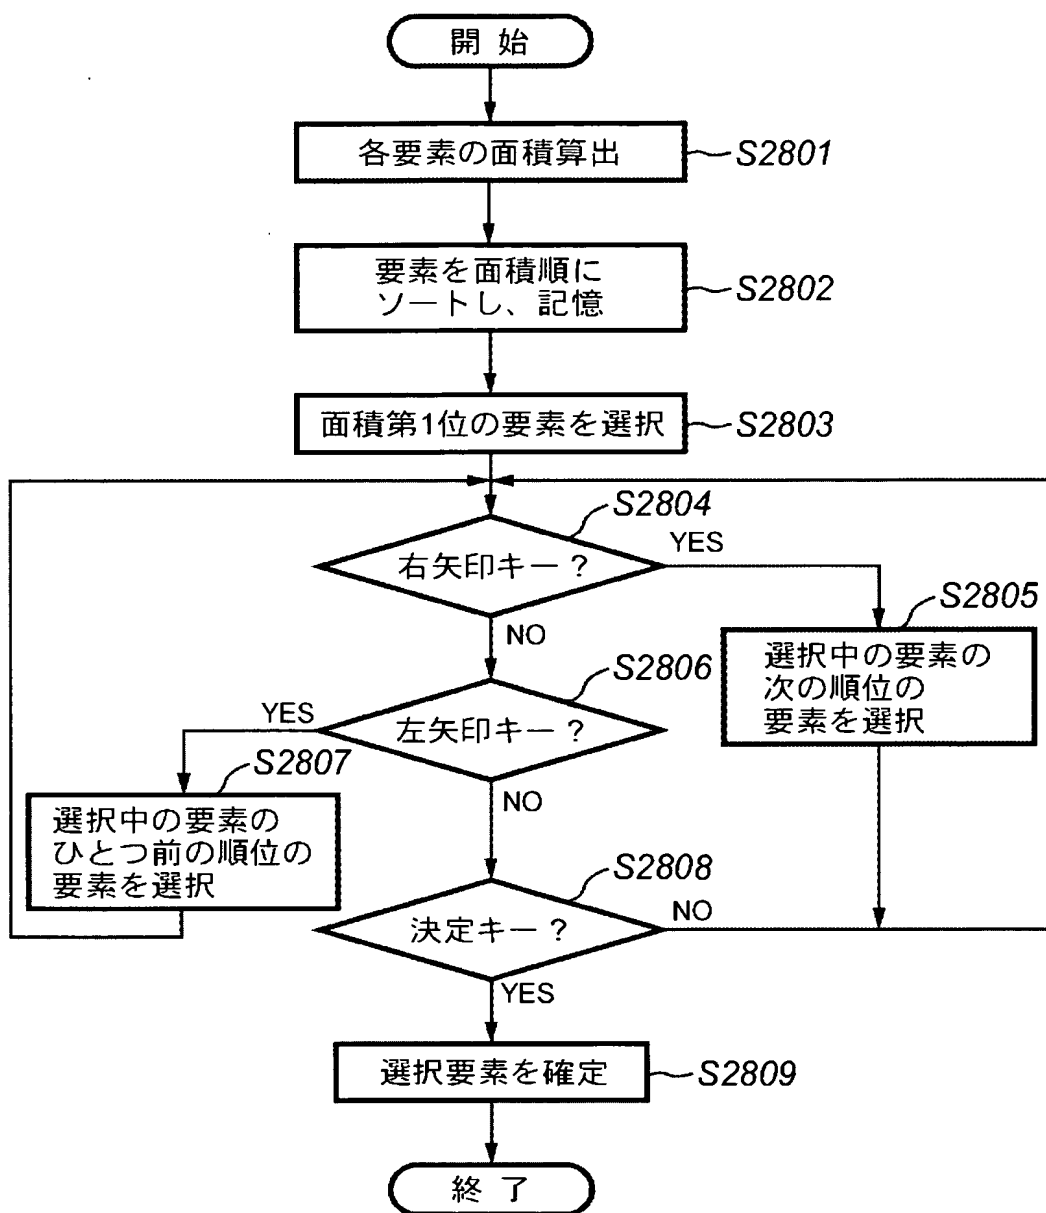 開始
各要素の面積算出
S2801
要素を面積順に
ソートし、記憶
S2802
面積第1位の要素を選択
S2803
S2804
右矢印キー？
YES
NO
S2805
選択中の要素の
次の順位の
要素を選択
S2806
左矢印キー？
YES
NO
S2807
選択中の要素の
ひとつ前の順位の
要素を選択
S2808
決定キー？
NO
YES
選択要素を確定
S2809
終了